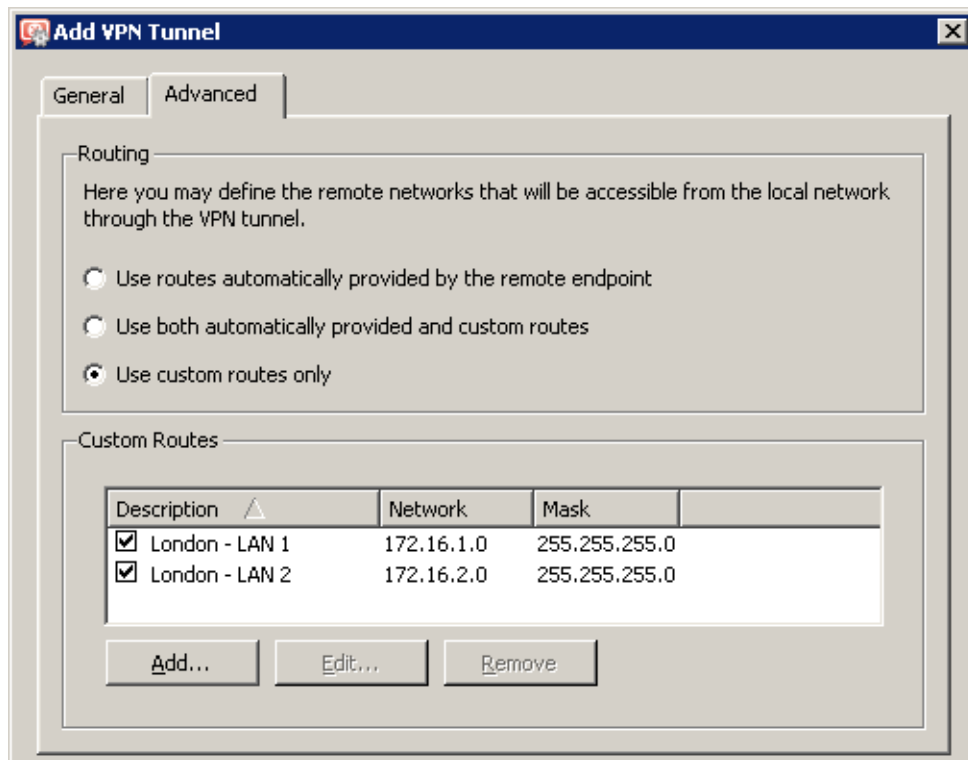 Add VPN Tunnel
General
Advanced
Routing
Here you may define the remote networks that will be accessible from the local network
through the VPN tunnel.
Use routes automatically provided by the remote endpoint
Use both automatically provided and custom routes
Use custom routes only
Custom Routes
Description Network Mask
London - LAN 1 172.16.1.0 255.255.255.0
London - LAN 2 172.16.2.0 255.255.255.0
Add... Edit... Remove